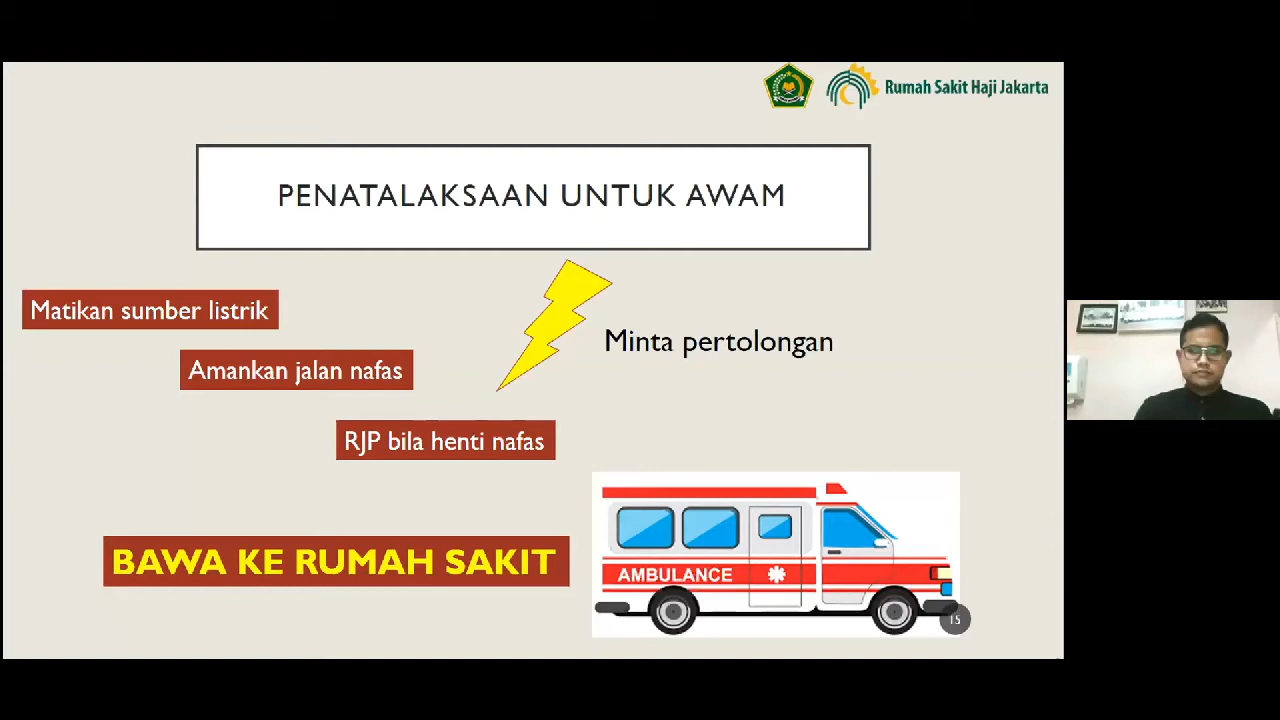 Rumah Sakit Haji Jakarta
PENATALAKSAAN UNTUK AWAM
Matikan sumber listrik
Minta pertolongan
Amankan jalan nafas
RJP bila henti nafas
BAWA KE RUMAH SAKIT
AMBULANCE
15